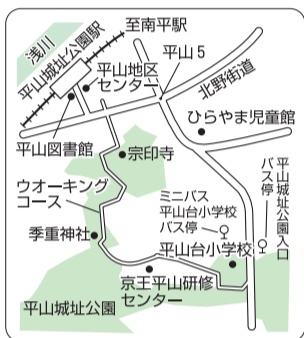 浅川
平山城址公園駅
至南平駅
平山5
北野街道
平山地区
センター
ひらやま児童館
平山図書館
宗印寺
平山城址公園入口
バス停
ウオーキング
コース
ミニバス
平山台小学校
バス停
季重神社
平山台小学校
京王平山研修
センター
平山城址公園